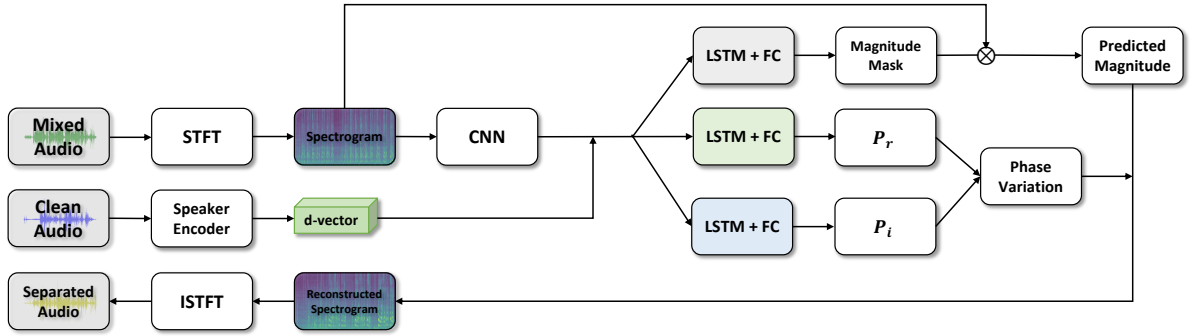 LSTM + FC
Magnitude
Mask
Predicted
Magnitude
Mixed
Audio
STFT
Spectrogram
CNN
LSTM + FC
P_r
Phase
Variation
Clean
Audio
Speaker
Encoder
d-vector
LSTM + FC
P_i
Separated
Audio
ISTFT
Reconstructed
Spectrogram